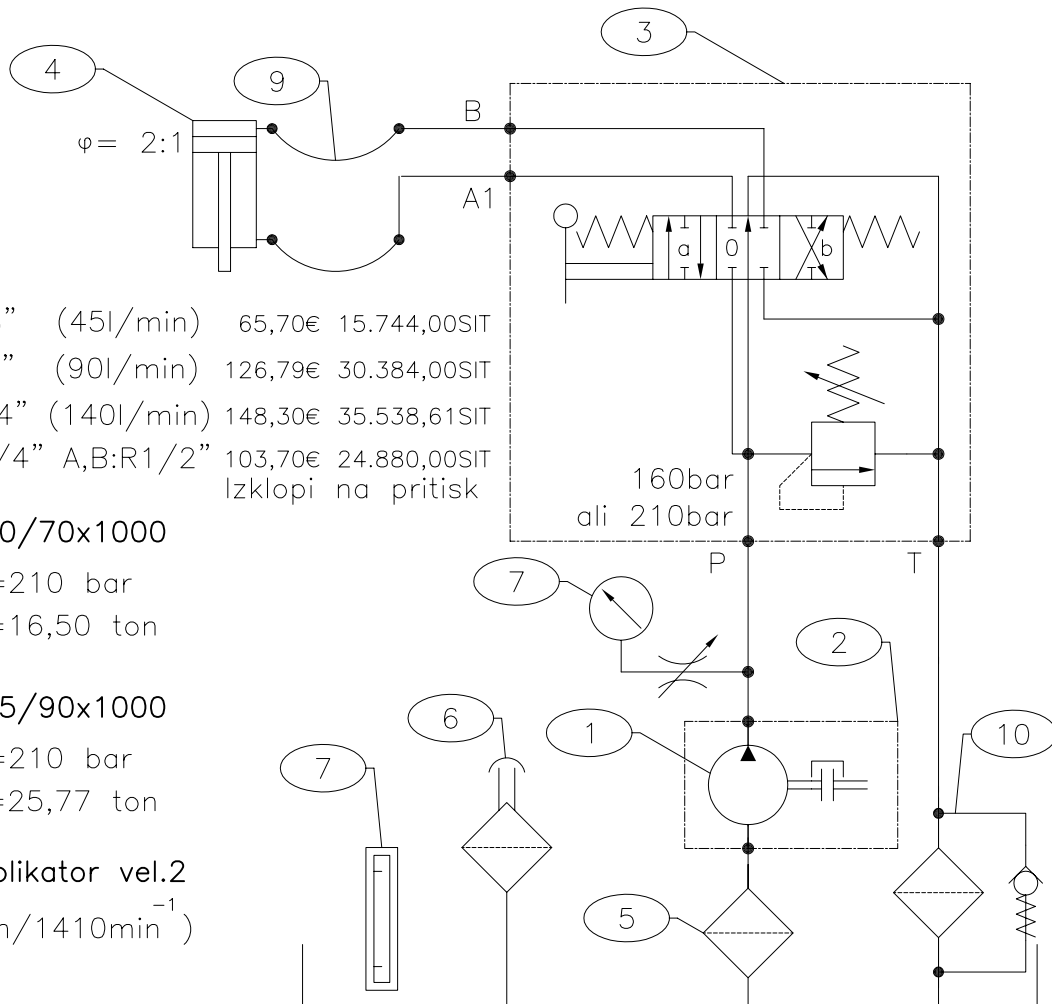 3
4
9
B
φ= 2:1
A1
a 0 b
” (45l/min) 65,70€ 15.744,00SIT
” (90l/min) 126,79€ 30.384,00SIT
4” (140l/min) 148,30€ 35.538,61SIT
/4” A,B:R1/2” 103,70€ 24.880,00SIT
Izklopi na pritisk
160bar
ali 210bar
0/70x1000
P T
=210 bar
7
=16,50 ton
2
5/90x1000
6
1
10
=210 bar
7
=25,77 ton
plikator vel.2
/1410min⁻¹)
5